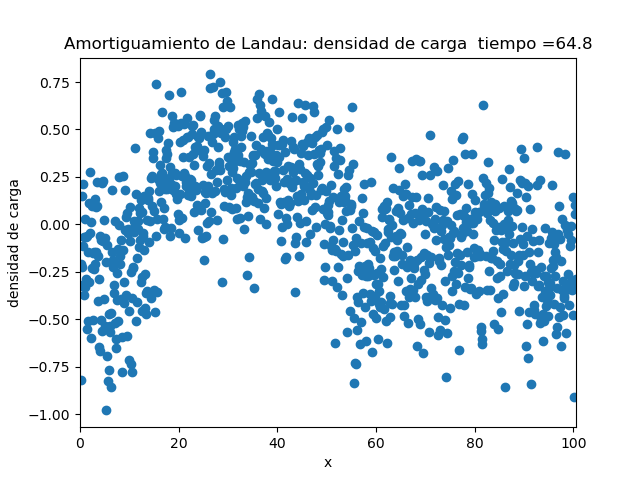 Amortiguamiento de Landau: densidad de carga  tiempo =64.8
0.75
0.50
0.25
0.00
−0.25
−0.50
−0.75
−1.00
densidad de carga
0 20 40 60 80 100
x